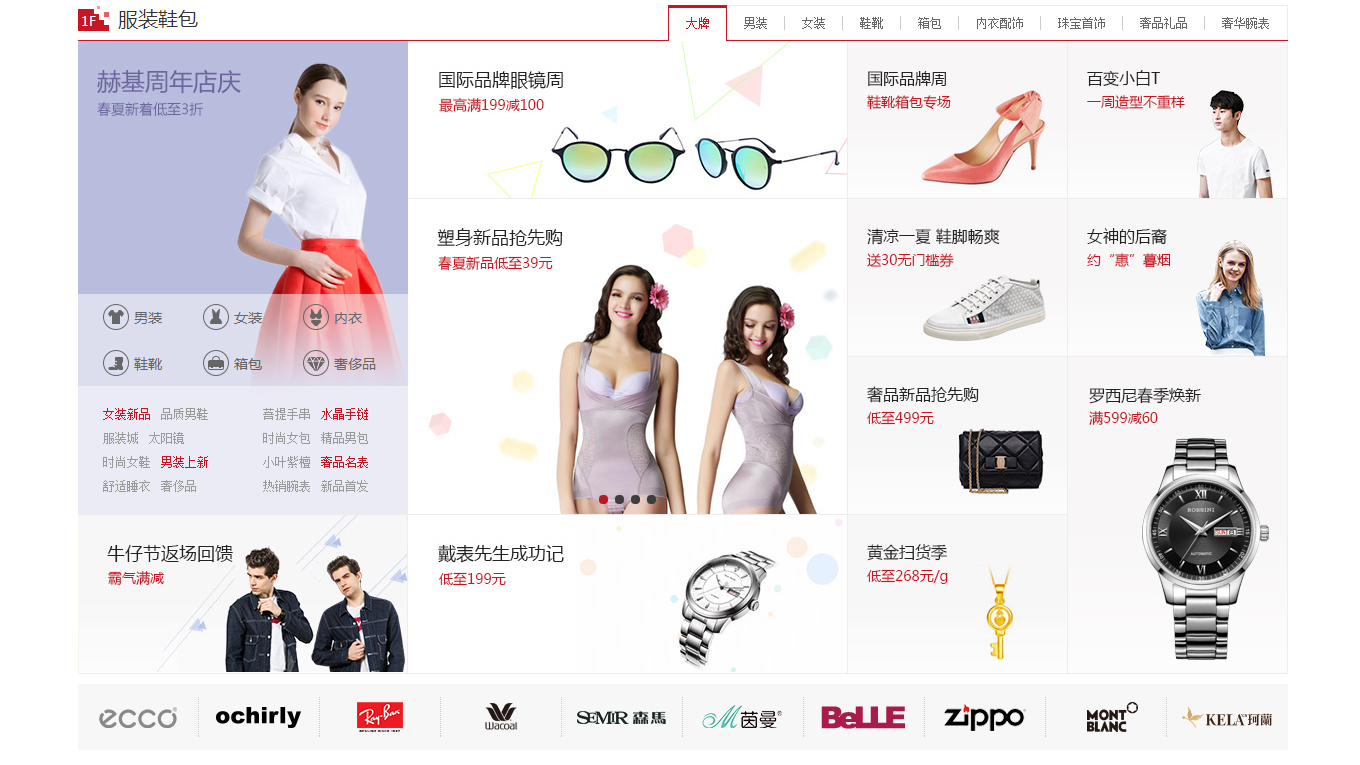 1F 服装鞋包
大牌 男装 女装 鞋靴 箱包 内衣配饰 珠宝首饰 奢品礼品 奢华腕表
赫基周年店庆
春夏新着低至3折
男装 女装 内衣
鞋靴 箱包 奢侈品
女装新品 品质男鞋 菩提手串 水晶手链
服装城 太阳镜 时尚女包 精品男包
时尚女鞋 男装上新 小叶紫檀 奢品名表
舒适睡衣 奢侈品 热销腕表 新品首发
牛仔节返场回馈
霸气满减
国际品牌眼镜周
最高满199减100
塑身新品抢先购
春夏新品低至39元
戴表先生成功记
低至199元
国际品牌周
鞋靴箱包专场
百变小白T
一周造型不重样
清凉一夏 鞋脚畅爽
送30无门槛券
女神的后裔
约“惠”暮烟
奢品新品抢先购
低至499元
罗西尼春季焕新
满599减60
ROSSINI
AUTOMATIC
黄金扫货季
低至268元/g
ecco
ochirly
Ray-Ban
Wacoal
SEMIR 森馬
茵曼
BeLLE
zippo
MONT
BLANC
KELA 珂蘭